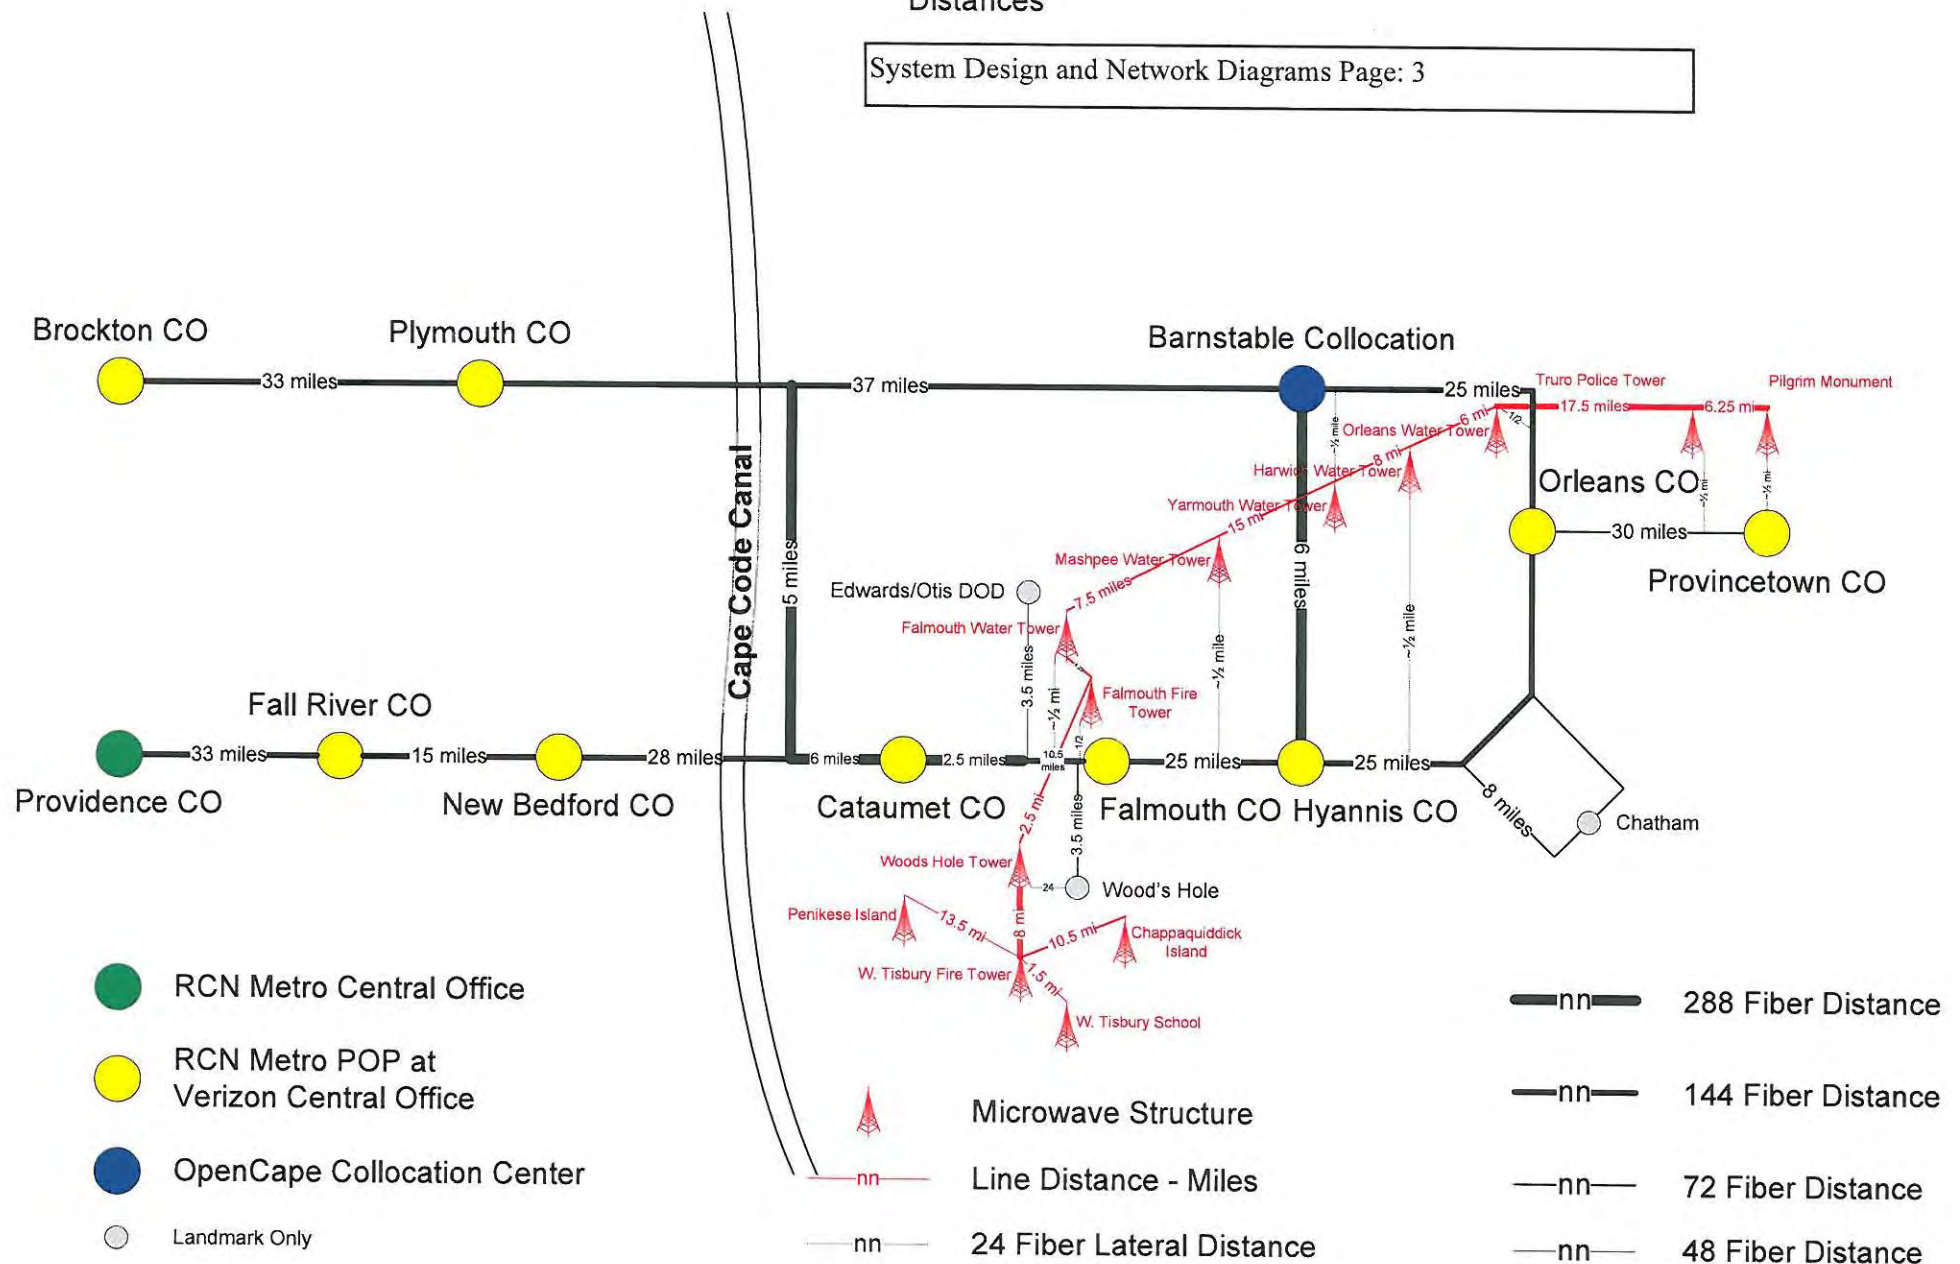 Distances
System Design and Network Diagrams Page: 3
Brockton CO
Plymouth CO
Barnstable Collocation
33 miles
37 miles
25 miles
Truro Police Tower
Pilgrim Monument
17.5 miles
6.25 mi
6 mi
1/2
~½ mile
Orleans Water Tower
8 mi
Harwich Water Tower
Yarmouth Water Tower
15 mi
Orleans CO
~½ mi
~½ mi
30 miles
Provincetown CO
Cape Code Canal
5 miles
6 miles
Mashpee Water Tower
7.5 miles
Edwards/Otis DOD
Falmouth Water Tower
3.5 miles
~½ mi
~½ mile
~½ mile
Falmouth Fire
Tower
1/2
Fall River CO
33 miles
15 miles
28 miles
6 miles
2.5 miles
10.5
miles
25 miles
25 miles
Providence CO
New Bedford CO
Cataumet CO
Falmouth CO
Hyannis CO
8 miles
Chatham
2.5 mi
3.5 miles
Woods Hole Tower
24
Wood's Hole
Penikese Island
13.5 mi
8 mi
10.5 mi
Chappaquiddick
Island
W. Tisbury Fire Tower
1.5 mi
W. Tisbury School
RCN Metro Central Office
RCN Metro POP at
Verizon Central Office
OpenCape Collocation Center
Landmark Only
Microwave Structure
nn
Line Distance - Miles
nn
24 Fiber Lateral Distance
nn
288 Fiber Distance
nn
144 Fiber Distance
nn
72 Fiber Distance
nn
48 Fiber Distance